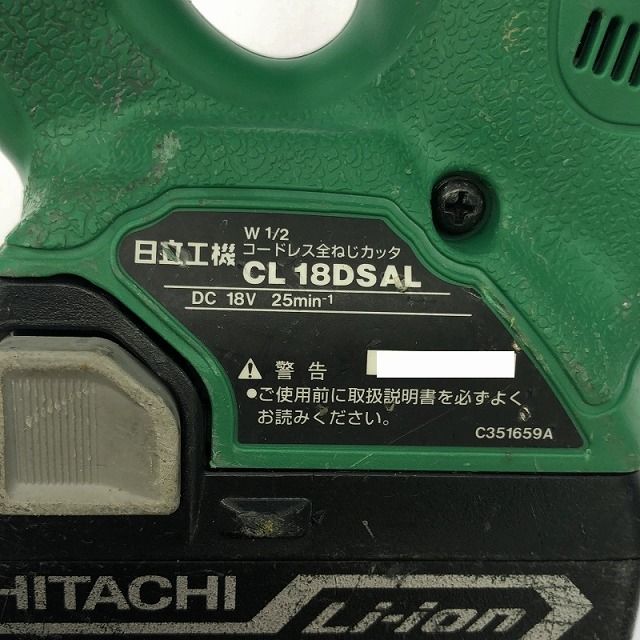 W 1/2
日立工機 コードレス全ねじカッタ
CL 18DSAL
DC 18V 25min⁻¹
⚠ 警告
●ご使用前に取扱説明書を必ずよく
お読みください。
C351659A
HITACHI Li-ion